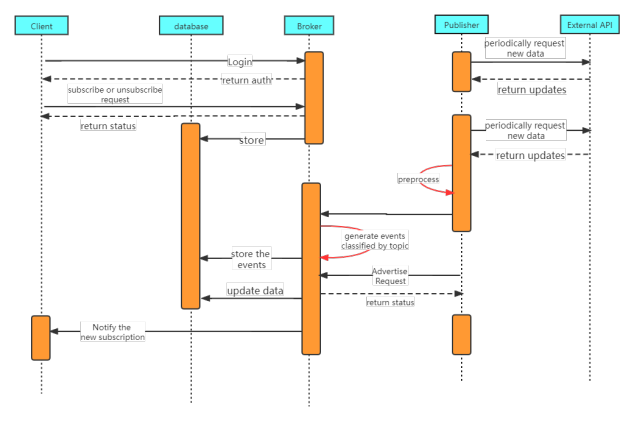 Client
database
Broker
Publisher
External API
periodically request
new data
Login
return auth
return updates
subscribe or unsubscribe
request
return status
periodically request
new data
store
return updates
preprocess
generate events
classified by topic
store the
events
Advertise
Request
update data
return status
Notify the
new subscription